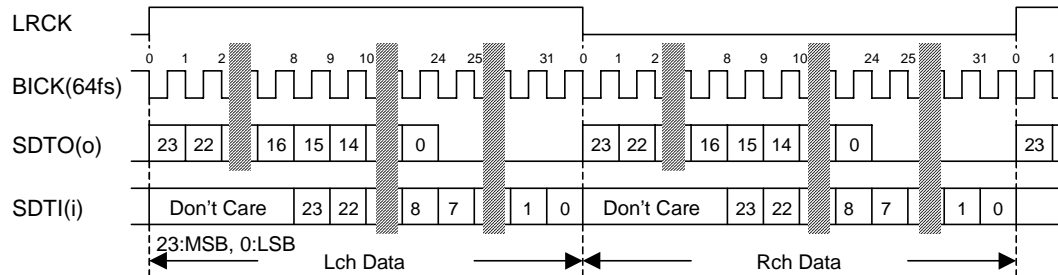 LRCK
0 1 2 8 9 10 24 25 31 0 1 2 8 9 10 24 25 31 0 1
BICK(64fs)
SDTO(o) 23 22 16 15 14 0 23 22 16 15 14 0 23
SDTI(i) Don't Care 23 22 8 7 1 0 Don't Care 23 22 8 7 1 0
23:MSB, 0:LSB
Lch Data Rch Data